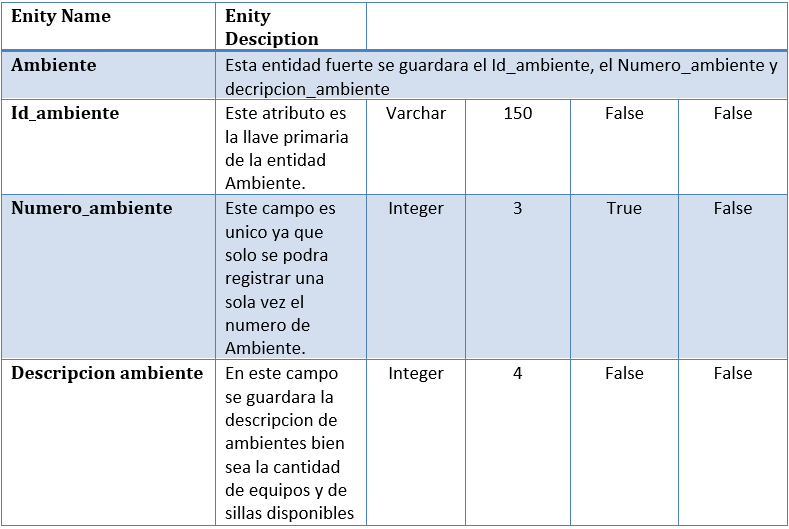 Enity Name
Enity
Desciption
Ambiente
Esta entidad fuerte se guardara el Id_ambiente, el Numero_ambiente y
decripcion_ambiente
Id_ambiente
Este atributo es
la llave primaria
de la entidad
Ambiente.
Varchar
150
False
False
Numero_ambiente
Este campo es
unico ya que
solo se podra
registrar una
sola vez el
numero de
Ambiente.
Integer
3
True
False
Descripcion ambiente
En este campo
se guardara la
descripcion de
ambientes bien
sea la cantidad
de equipos y de
sillas disponibles
Integer
4
False
False